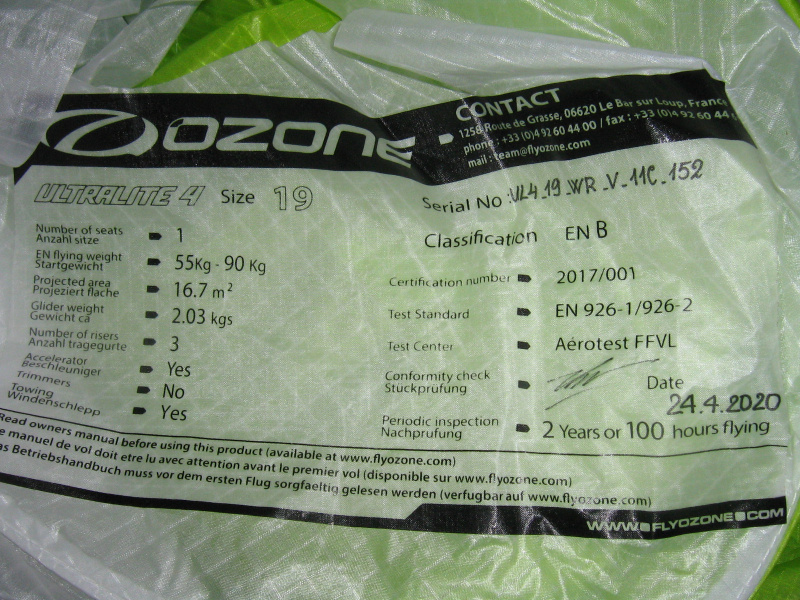 OZONE
CONTACT
1258 Route de Grasse, 06620 Le Bar sur Loup, France
phone : +33 (0)4 92 60 44 00 / fax : +33 (0)4 92 60 44
mail : team@flyozone.com
ULTRALITE 4 Size 19
Serial No : UL4_19_WR_V_11C_152
Classification EN B
Number of seats
Anzahl sitze 1
EN flying weight
Startgewicht 55Kg - 90 Kg
Projected area
Projeziert flache 16.7 m²
Glider weight
Gewicht ca 2.03 kgs
Number of risers
Anzahl tragegurte 3
Accelerator
Beschleuniger Yes
Trimmers No
Towing
Windenschlepp Yes
Certification number 2017/001
Test Standard EN 926-1/926-2
Test Center Aérotest FFVL
Conformity check
Stuckprüfung
Date
24.4.2020
Periodic inspection
Nachprüfung 2 Years or 100 hours flying
Read owners manual before using this product (available at www.flyozone.com)
e manuel de vol doit etre lu avec attention avant le premier vol (disponible sur www.flyozone.com)
as Betriebshandbuch muss vor dem ersten Flug sorgfaeltig gelesen werden (verfugbar auf www.flyozone.com)
WWW.FLYOZONE.COM